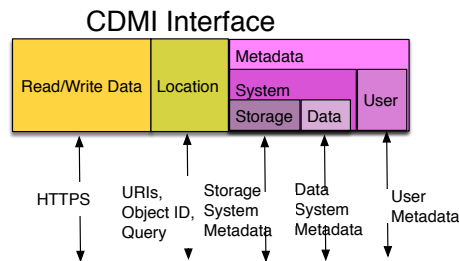 CDMI Interface
Metadata
Read/Write Data
Location
System
User
Storage
Data
HTTPS
URIs,
Object ID,
Query
Storage
System
Metadata
Data
System
Metadata
User
Metadata